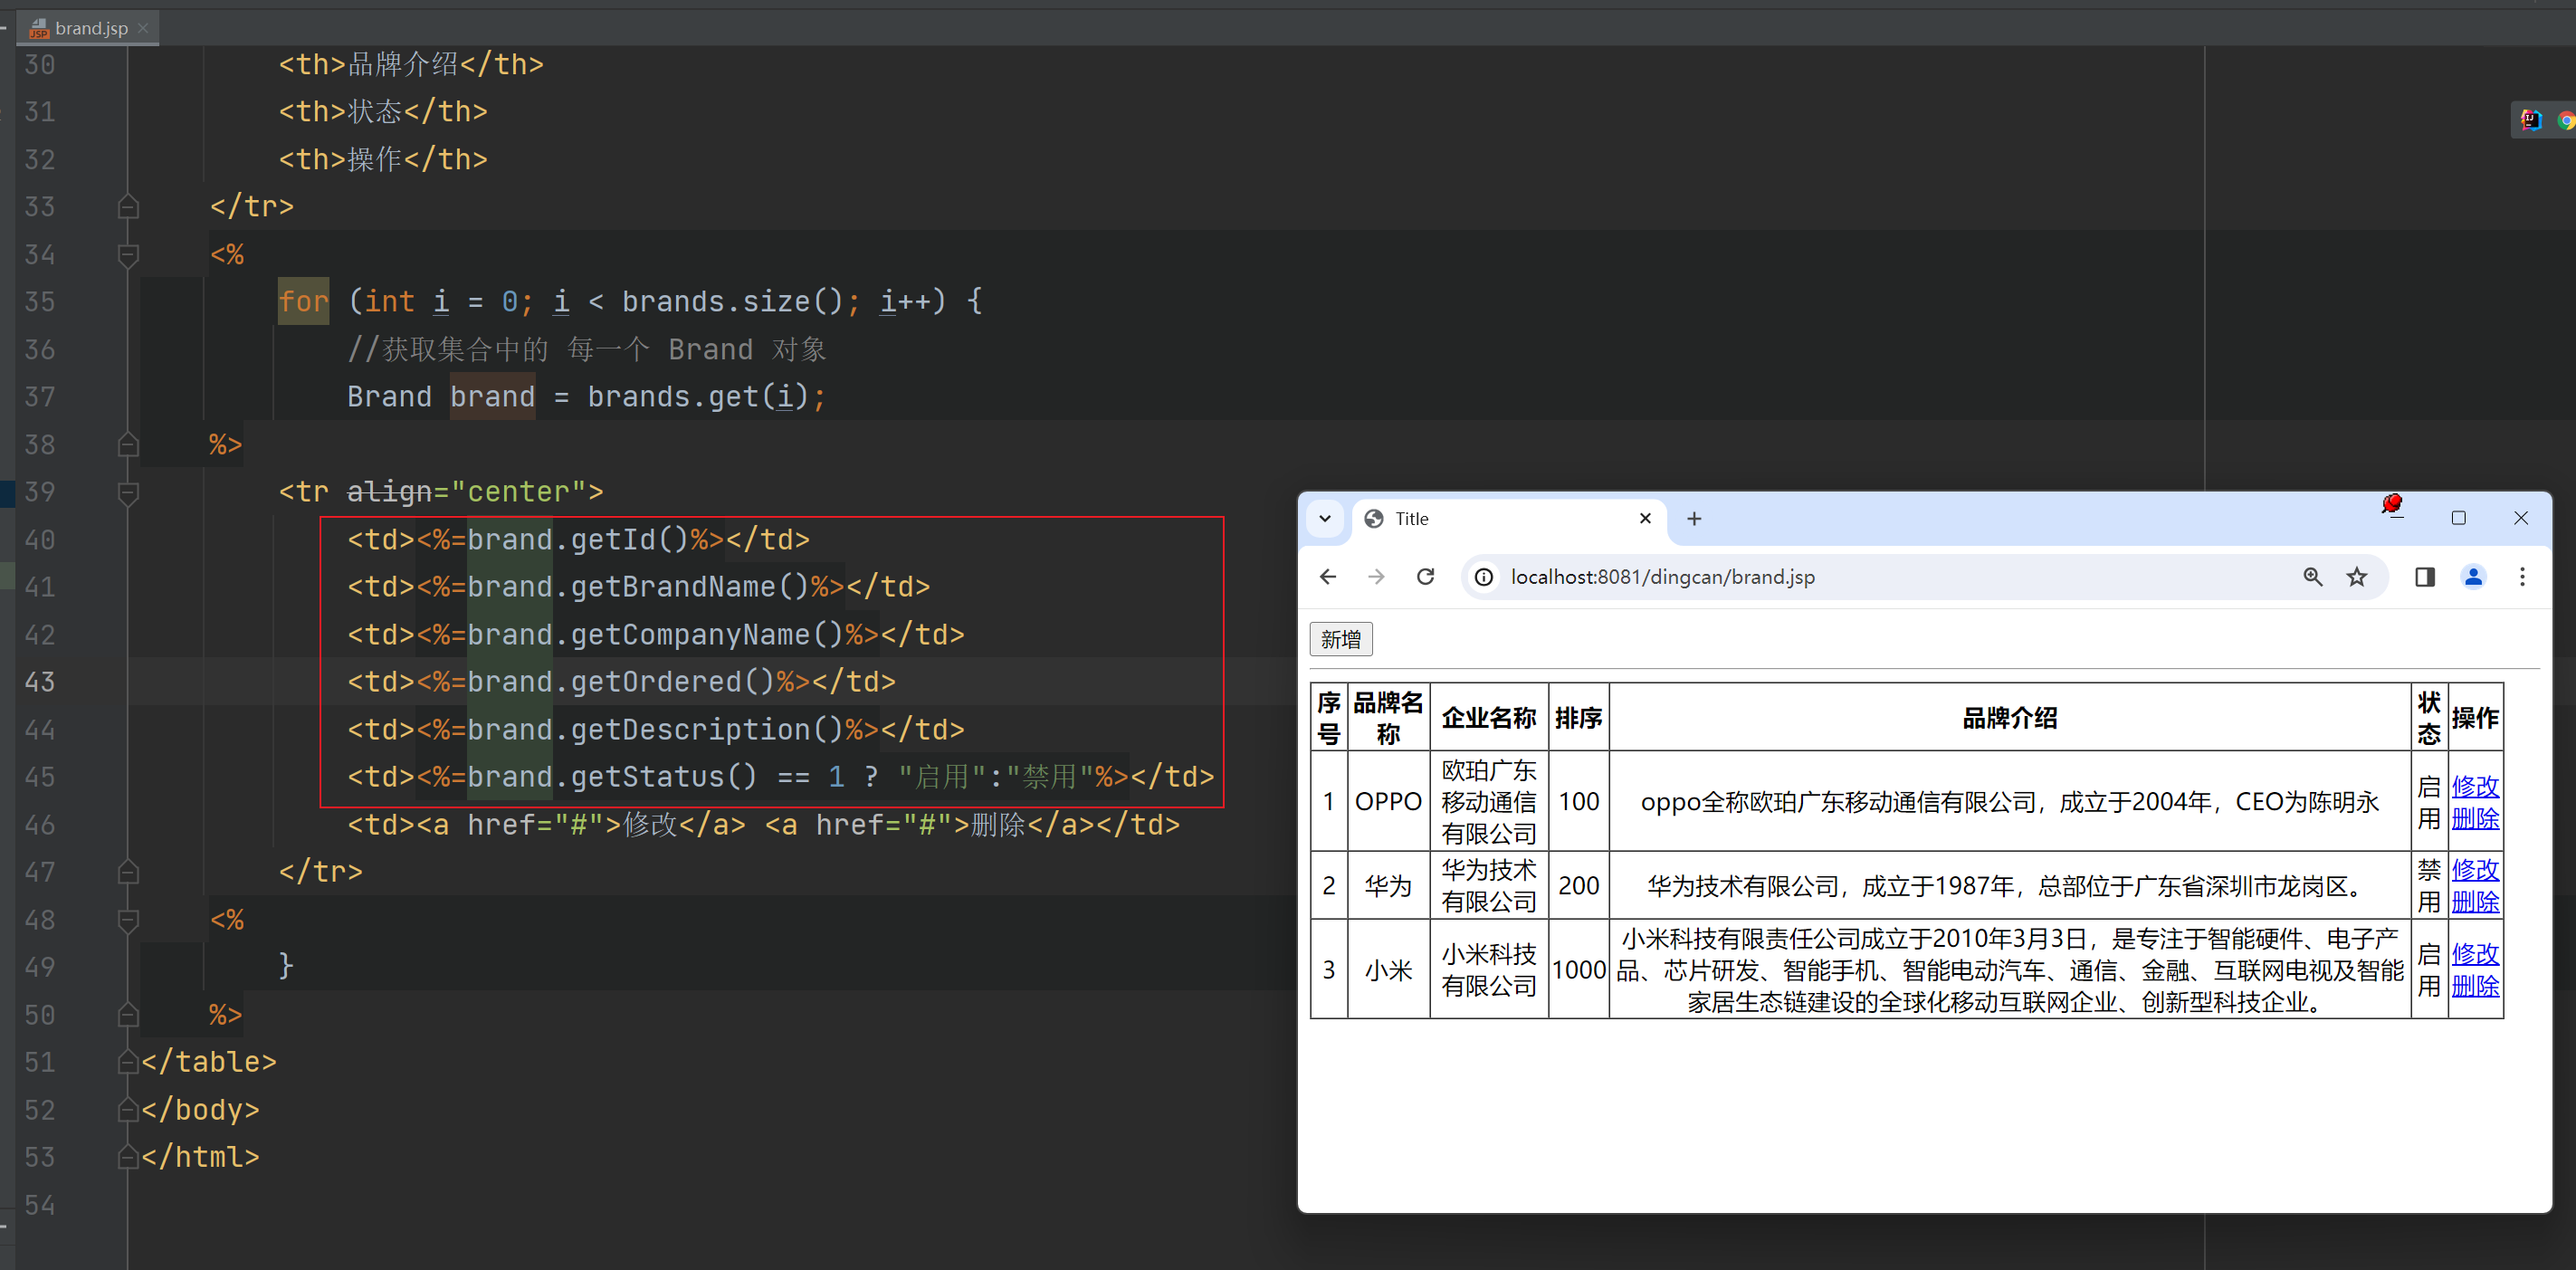 brand.jsp
30 <th>品牌介绍</th>
31 <th>状态</th>
32 <th>操作</th>
33 </tr>
34 <%
35 for (int i = 0; i < brands.size(); i++) {
36 //获取集合中的 每一个 Brand 对象
37 Brand brand = brands.get(i);
38 %>
39 <tr align="center">
40 <td><%=brand.getId()%></td>
41 <td><%=brand.getBrandName()%></td>
42 <td><%=brand.getCompanyName()%></td>
43 <td><%=brand.getOrdered()%></td>
44 <td><%=brand.getDescription()%></td>
45 <td><%=brand.getStatus() == 1 ? "启用":"禁用"%></td>
46 <td><a href="#">修改</a> <a href="#">删除</a></td>
47 </tr>
48 <%
49 }
50 %>
51 </table>
52 </body>
53 </html>
54
Title
localhost:8081/dingcan/brand.jsp
新增
序号 品牌名称 企业名称 排序 品牌介绍 状态 操作
1 OPPO 欧珀广东移动通信有限公司 100 oppo全称欧珀广东移动通信有限公司，成立于2004年，CEO为陈明永 启用 修改 删除
2 华为 华为技术有限公司 200 华为技术有限公司，成立于1987年，总部位于广东省深圳市龙岗区。 禁用 修改 删除
3 小米 小米科技有限公司 1000 小米科技有限责任公司成立于2010年3月3日，是专注于智能硬件、电子产品、芯片研发、智能手机、智能电动汽车、通信、金融、互联网电视及智能家居生态链建设的全球化移动互联网企业、创新型科技企业。 启用 修改 删除